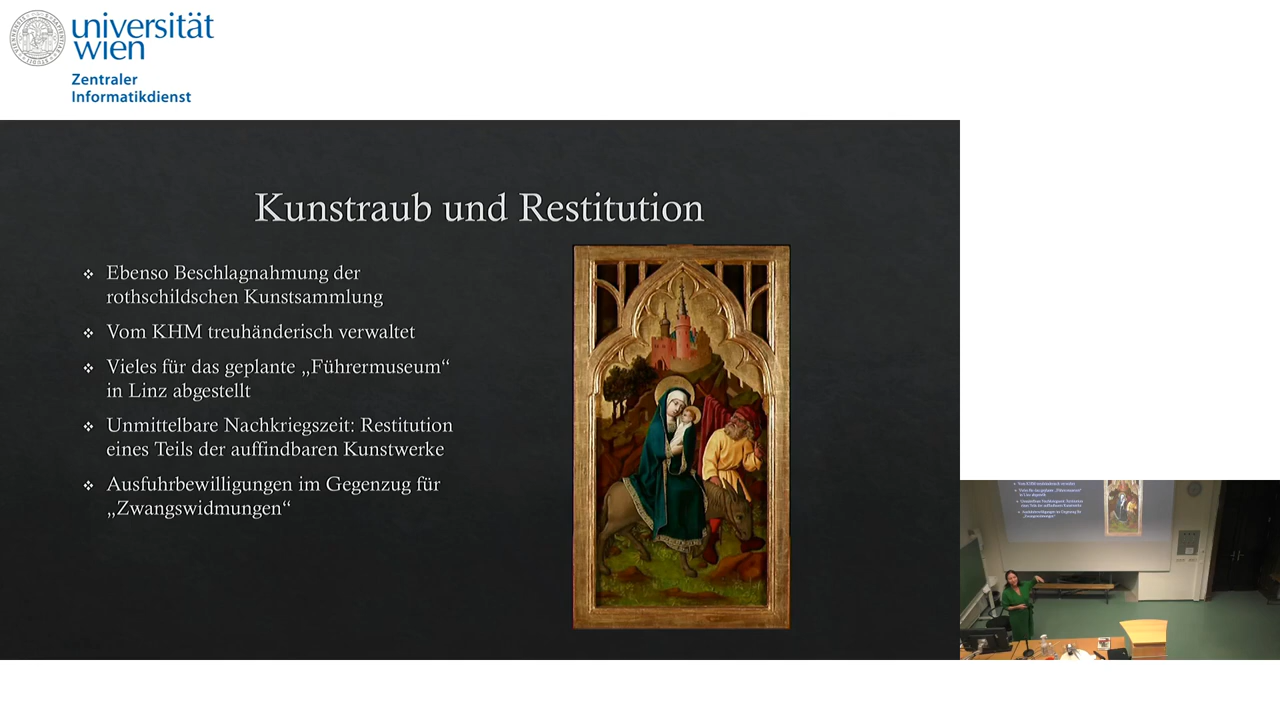 universität
wien
Zentraler
Informatikdienst
Kunstraub und Restitution
❖ Ebenso Beschlagnahmung der
rothschildschen Kunstsammlung
❖ Vom KHM treuhänderisch verwaltet
❖ Vieles für das geplante „Führermuseum“
in Linz abgestellt
❖ Unmittelbare Nachkriegszeit: Restitution
eines Teils der auffindbaren Kunstwerke
❖ Ausfuhrbewilligungen im Gegenzug für
„Zwangswidmungen“